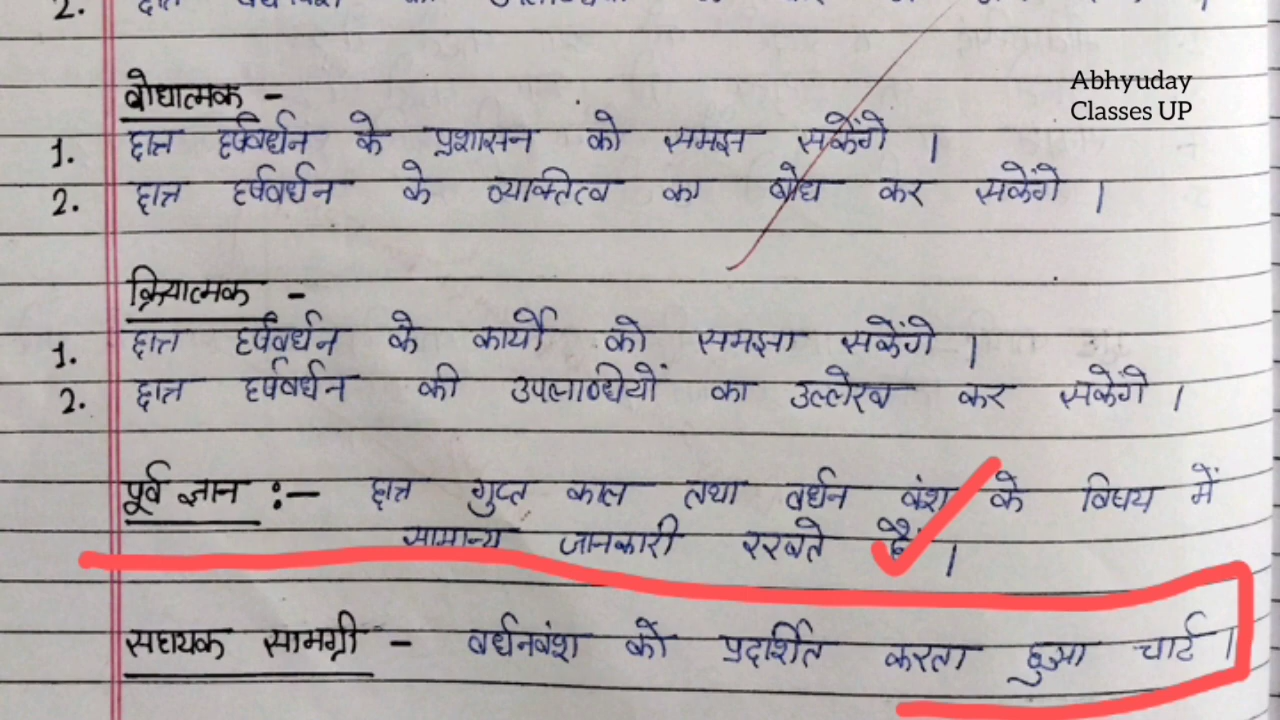 2.
Abhyuday
Classes UP
बोधात्मक -
1. छात्र हर्षवर्धन के प्रशासन को समझ सकेंगे ।
2. छात्र हर्षवर्धन के व्यक्तित्व का बोध कर सकेंगे ।
क्रियात्मक -
1. छात्र हर्षवर्धन के कार्यों को समझा सकेंगे ।
2. छात्र हर्षवर्धन की उपलब्धियों का उल्लेख कर सकेंगे ।
पूर्व ज्ञान :- छात्र गुप्त काल तथा वर्धन वंश के विषय में
सामान्य जानकारी रखते हैं ।
सहायक सामग्री - वर्धनवंश को प्रदर्शित करता हुआ चार्ट ।